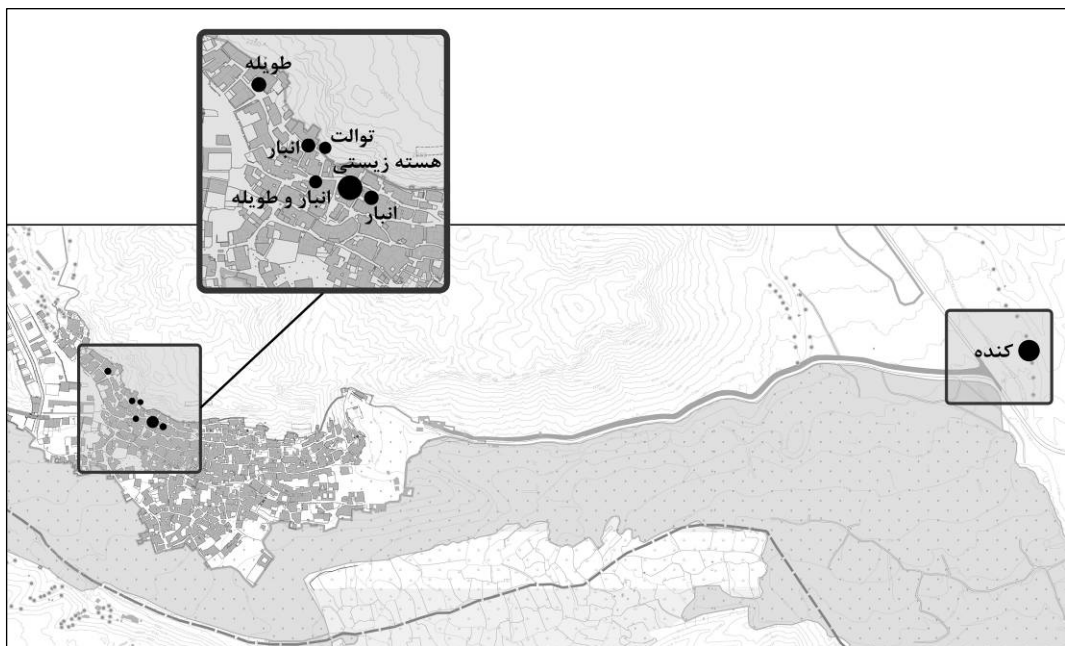 طویله
توالت
انبار
هسته زیستی
انبار و طویله
انبار
کنده